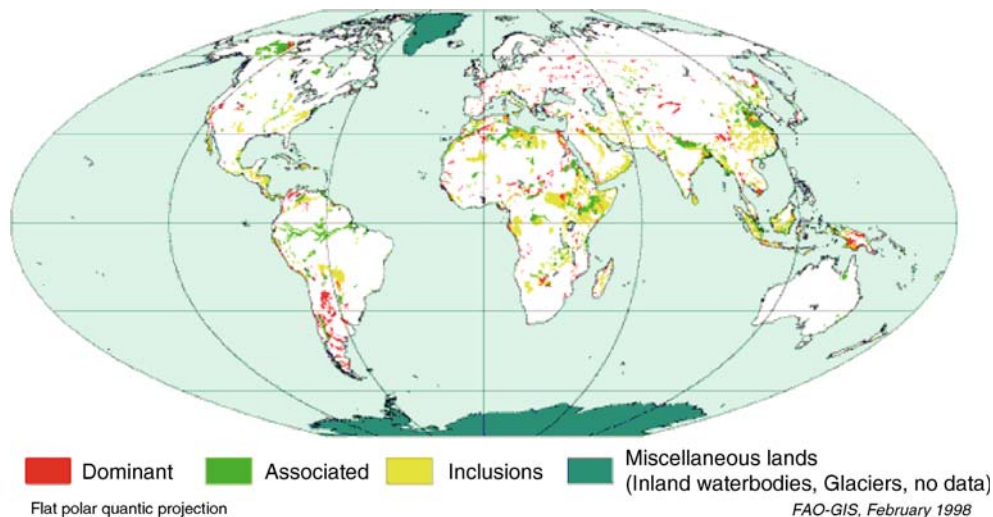 Dominant
Associated
Inclusions
Miscellaneous lands
(Inland waterbodies, Glaciers, no data)
Flat polar quantic projection
FAO-GIS, February 1998